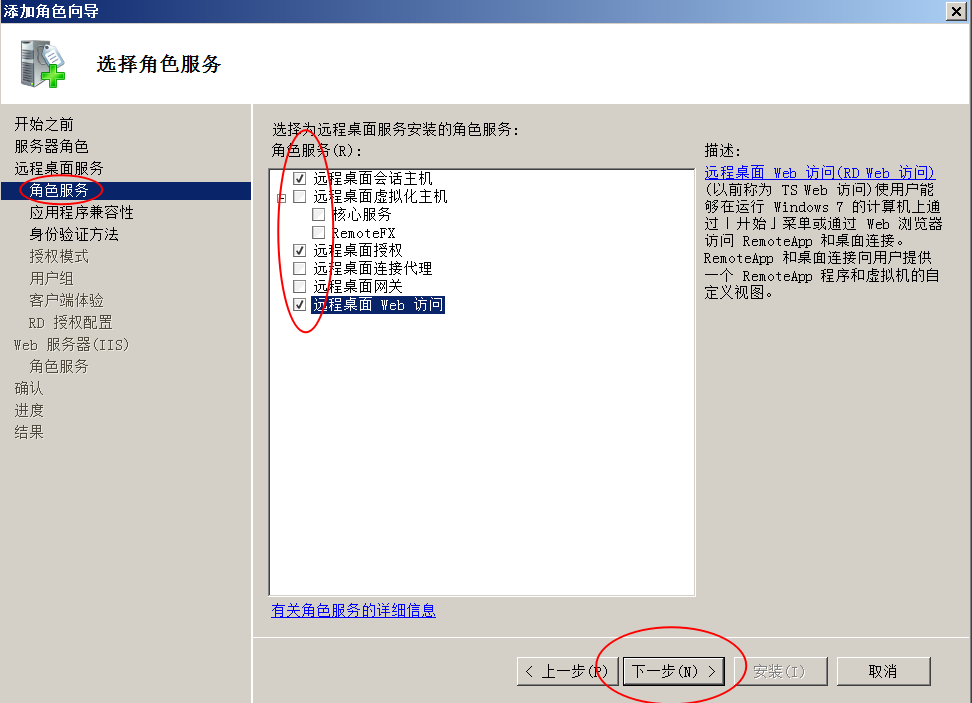 添加角色向导
选择角色服务
开始之前
服务器角色
远程桌面服务
角色服务
应用程序兼容性
身份验证方法
授权模式
用户组
客户端体验
RD 授权配置
Web 服务器(IIS)
角色服务
确认
进度
结果
选择为远程桌面服务安装的角色服务:
角色服务(R):
远程桌面会话主机
远程桌面虚拟化主机
核心服务
RemoteFX
远程桌面授权
远程桌面连接代理
远程桌面网关
远程桌面 Web 访问
有关角色服务的详细信息
描述:
远程桌面 Web 访问(RD Web 访问)
(以前称为 TS Web 访问)使用户能
够在运行 Windows 7 的计算机上通
过「开始」菜单或通过 Web 浏览器
访问 RemoteApp 和桌面连接。
RemoteApp 和桌面连接向用户提供
一个 RemoteApp 程序和虚拟机的自
定义视图。
< 上一步(P)
下一步(N) >
安装(I)
取消